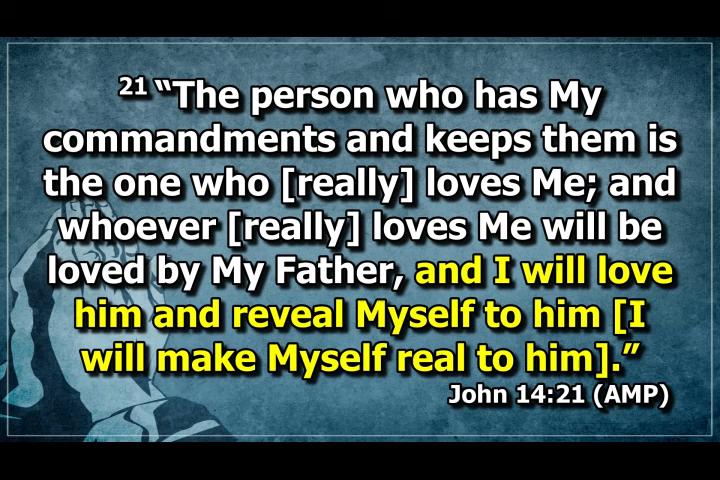 21 “The person who has My
commandments and keeps them is
the one who [really] loves Me; and
whoever [really] loves Me will be
loved by My Father, and I will love
him and reveal Myself to him [I
will make Myself real to him].”
John 14:21 (AMP)